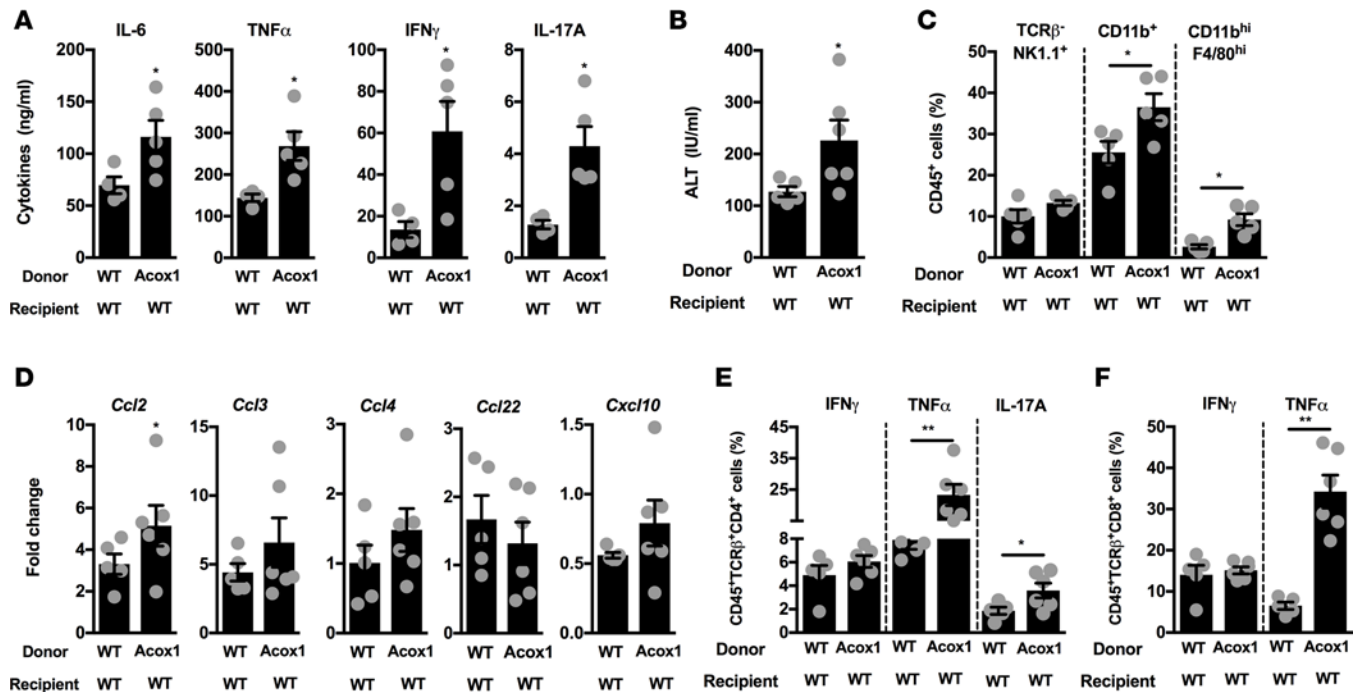 A
IL-6
TNFα
IFNγ
IL-17A
Cytokines (ng/ml)
200
150
100
50
0
500
400
300
200
100
0
100
80
60
40
20
0
8
6
4
2
0
*
*
*
*
Donor WT Acox1 WT Acox1 WT Acox1 WT Acox1
Recipient WT WT WT WT WT WT WT WT
B
ALT (IU/ml)
400
300
200
100
0
*
Donor WT Acox1
Recipient WT WT
C
TCRβ-
NK1.1+
CD11b+
CD11bhi
F4/80hi
CD45+ cells (%)
50
40
30
20
10
0
*
*
Donor WT Acox1 WT Acox1 WT Acox1
Recipient WT WT WT WT WT WT
D
Ccl2
Ccl3
Ccl4
Ccl22
Cxcl10
Fold change
10
8
6
4
2
0
15
10
5
0
4
3
2
1
0
3
2
1
0
1.5
1.0
0.5
0.0
*
Donor WT Acox1 WT Acox1 WT Acox1 WT Acox1 WT Acox1
Recipient WT WT WT WT WT WT WT WT WT WT
E
IFNγ
TNFα
IL-17A
CD45+TCRβ+CD4+ cells (%)
45
25
8
6
4
2
0
**
*
Donor WT Acox1 WT Acox1 WT Acox1
Recipient WT WT WT WT WT WT
F
IFNγ
TNFα
CD45+TCRβ+CD8+ cells (%)
50
40
30
20
10
0
**
Donor WT Acox1 WT Acox1
Recipient WT WT WT WT